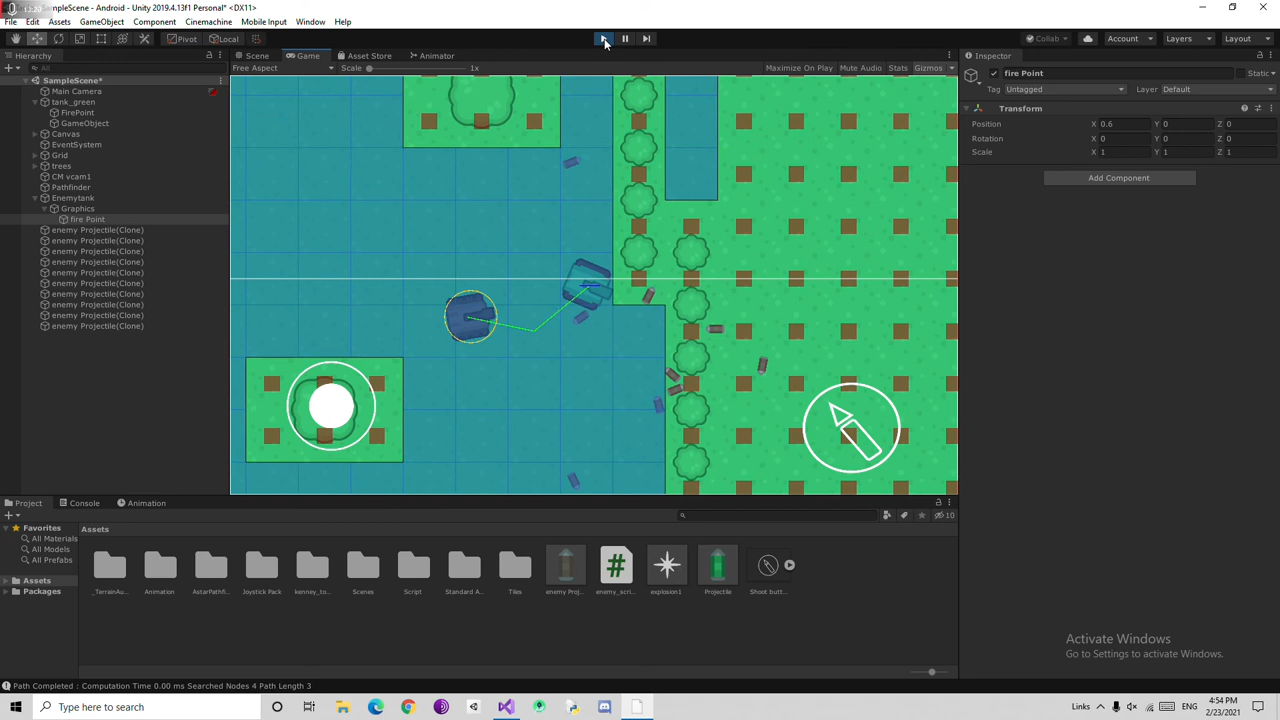 SampleScene - Android - Unity 2019.4.13f1 Personal* <DX11>
File Edit Assets GameObject Component Cinemachine Mobile Input Window Help
Pivot Local
Collab Account Layers Layout
Hierarchy
Scene Game Asset Store Animator
Inspector
All
Free Aspect Scale 1x Maximize On Play Mute Audio Stats Gizmos
fire Point Static
Tag Untagged Layer Default
SampleScene*
Main Camera
tank_green
FirePoint
GameObject
Canvas
EventSystem
Grid
trees
CM vcam1
Pathfinder
Enemytank
Graphics
fire Point
enemy Projectile(Clone)
enemy Projectile(Clone)
enemy Projectile(Clone)
enemy Projectile(Clone)
enemy Projectile(Clone)
enemy Projectile(Clone)
enemy Projectile(Clone)
enemy Projectile(Clone)
enemy Projectile(Clone)
enemy Projectile(Clone)
Transform
Position X 0.6 Y 0 Z 0
Rotation X 0 Y 0 Z 0
Scale X 1 Y 1 Z 1
Add Component
Project Console Animation
10
Favorites
All Materials
All Models
All Prefabs
Assets
Packages
Assets
_TerrainAu... Animation AstarPathfi... Joystick Pack kenney_to... Scenes Script Standard A... Tiles enemy Proj... enemy_scri... explosion1 Projectile Shoot butt...
Activate Windows
Go to Settings to activate Windows.
Path Completed : Computation Time 0.00 ms Searched Nodes 4 Path Length 3
Type here to search
Links ENG 4:54 PM
2/23/2021